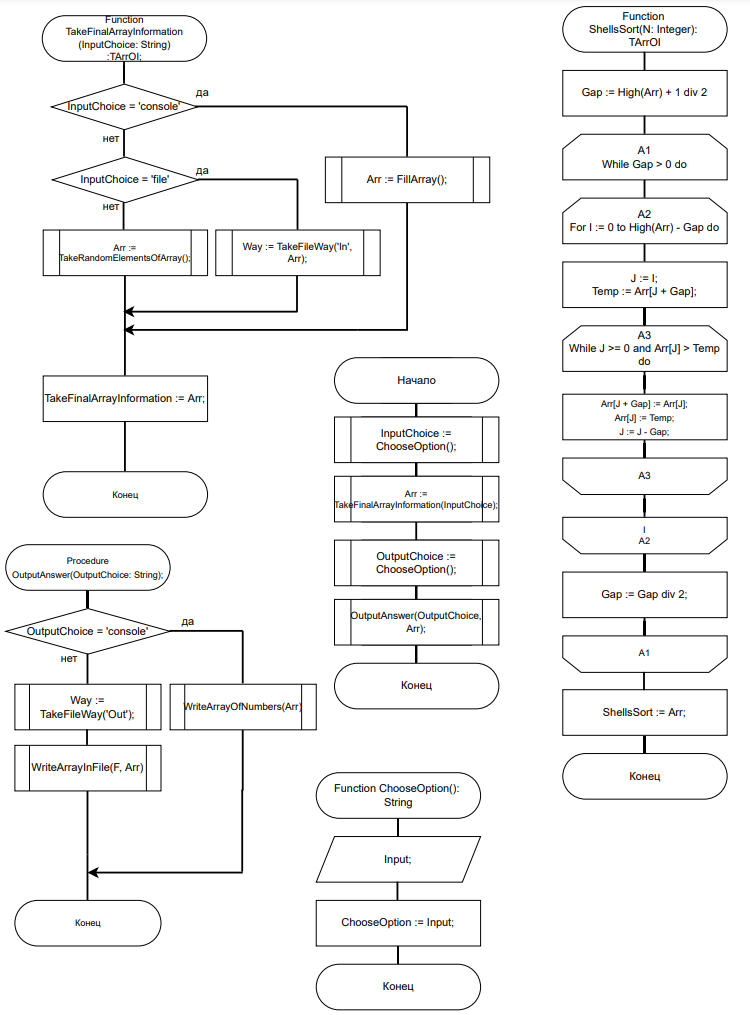 Function
TakeFinalArrayInformation
(InputChoice: String)
:TArrOI;
InputChoice = 'console'
да
нет
InputChoice = 'file'
да
нет
Arr := FillArray();
Arr :=
TakeRandomElementsOfArray();
Way := TakeFileWay('In',
Arr);
TakeFinalArrayInformation := Arr;
Конец
Procedure
OutputAnswer(OutputChoice: String);
OutputChoice = 'console'
да
нет
Way :=
TakeFileWay('Out');
WriteArrayOfNumbers(Arr)
WriteArrayInFile(F, Arr)
Конец
Начало
InputChoice :=
ChooseOption();
Arr :=
TakeFinalArrayInformation(InputChoice);
OutputChoice :=
ChooseOption();
OutputAnswer(OutputChoice,
Arr);
Конец
Function ChooseOption():
String
Input;
ChooseOption := Input;
Конец
Function
ShellsSort(N: Integer):
TArrOI
Gap := High(Arr) + 1 div 2
A1
While Gap > 0 do
A2
For I := 0 to High(Arr) - Gap do
J := I;
Temp := Arr[J + Gap];
A3
While J >= 0 and Arr[J] > Temp
do
Arr[J + Gap] := Arr[J];
Arr[J] := Temp;
J := J - Gap;
A3
I
A2
Gap := Gap div 2;
A1
ShellsSort := Arr;
Конец